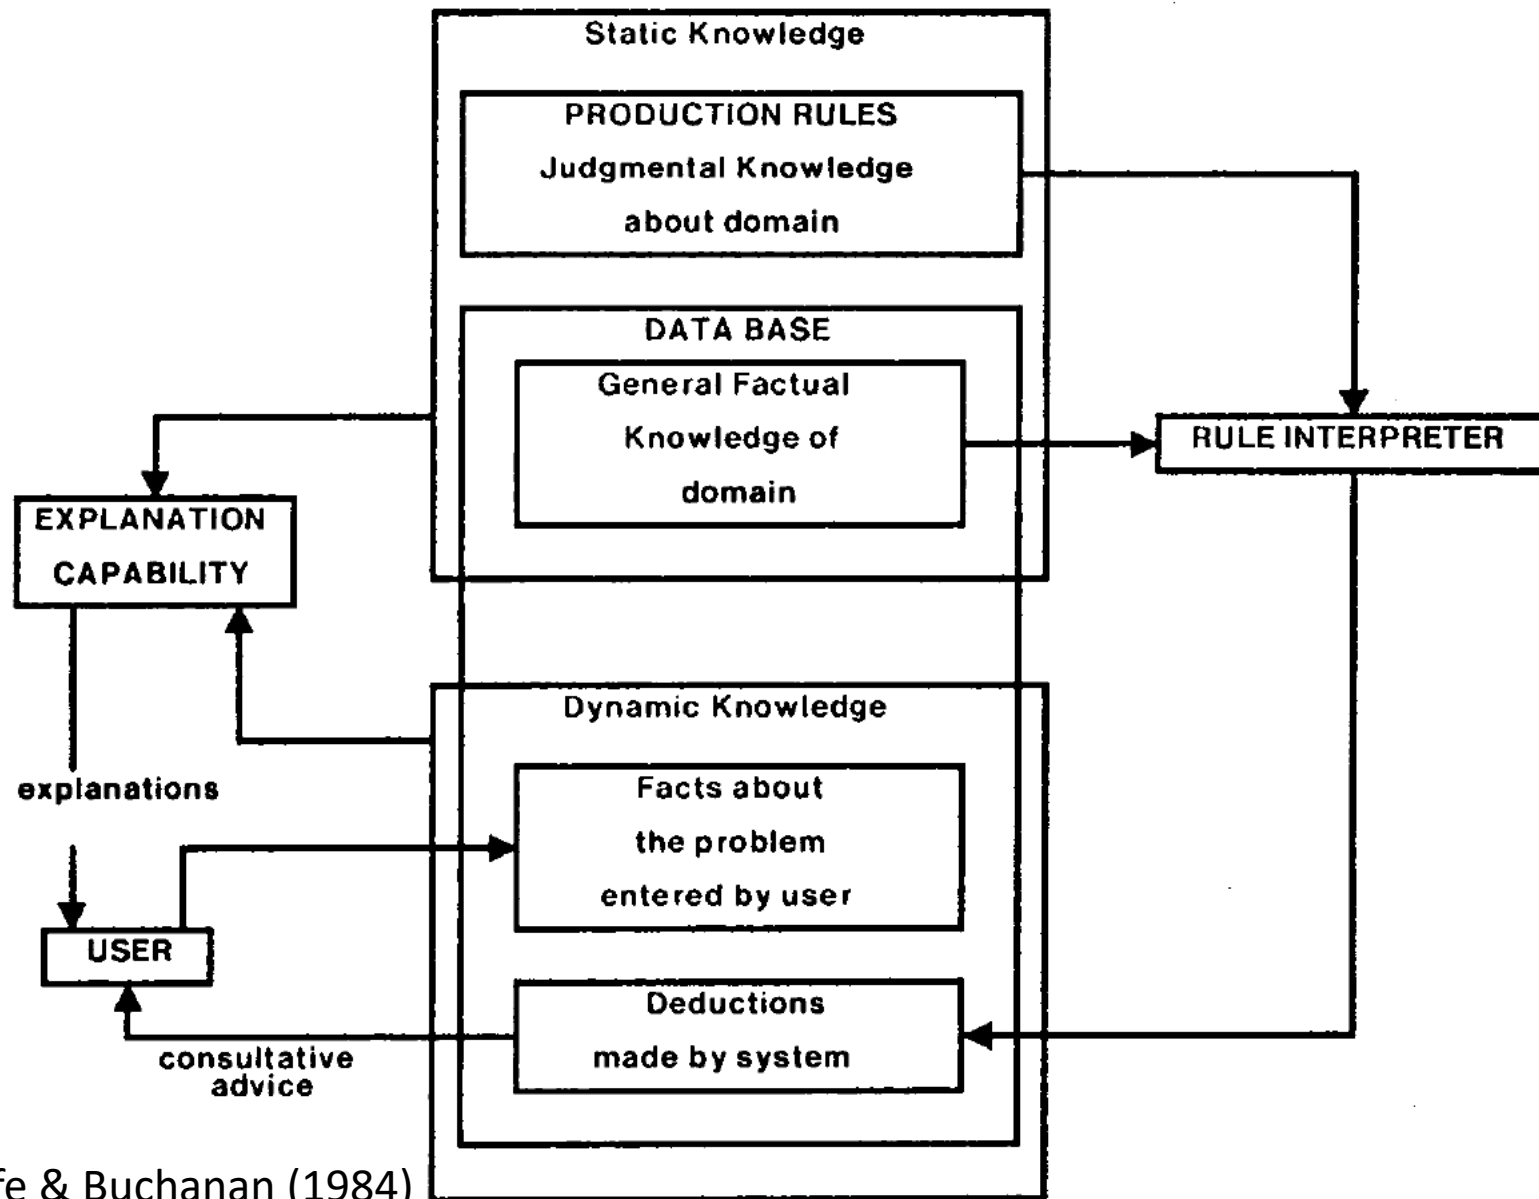 Static Knowledge
PRODUCTION RULES
Judgmental Knowledge
about domain
DATA BASE
General Factual
Knowledge of
domain
RULE INTERPRETER
EXPLANATION
CAPABILITY
Dynamic Knowledge
Facts about
the problem
entered by user
explanations
USER
Deductions
made by system
consultative
advice
& Buchanan (1984)